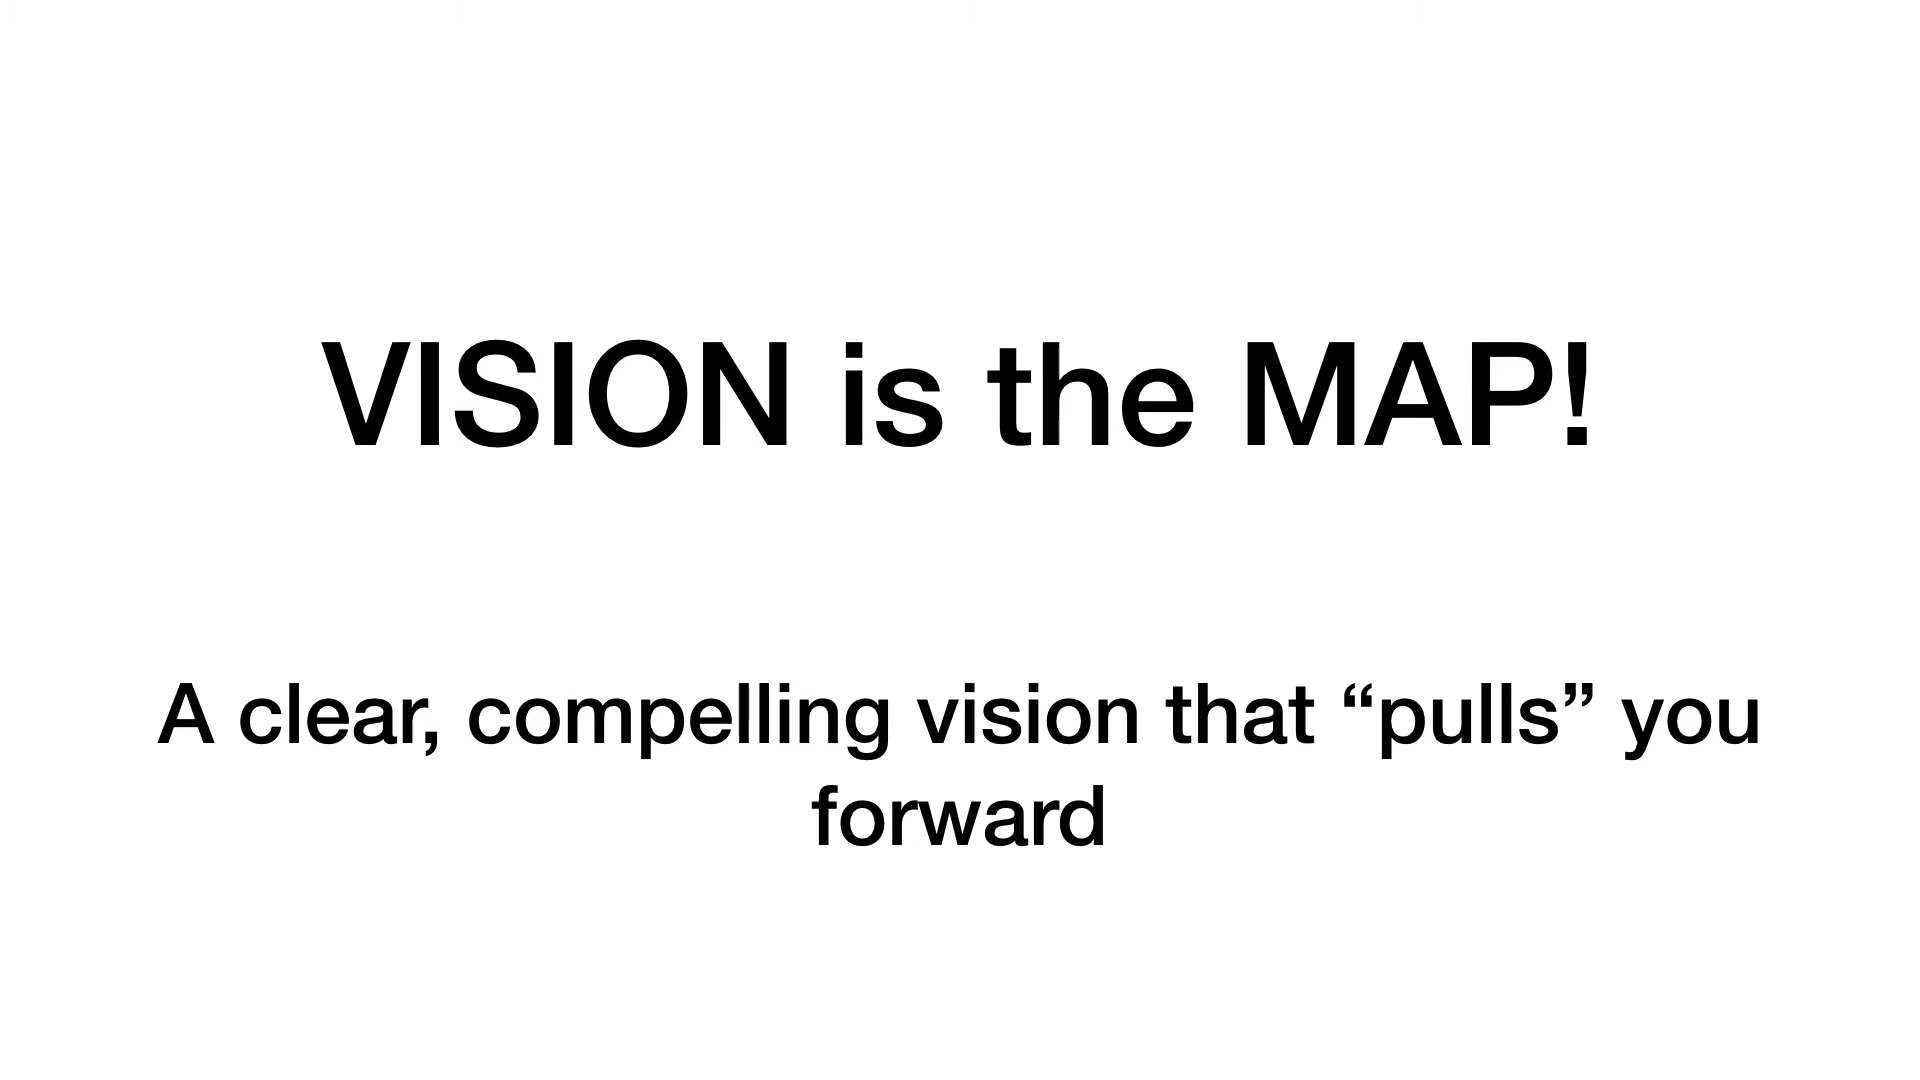 VISION is the MAP!
A clear, compelling vision that “pulls” you
forward